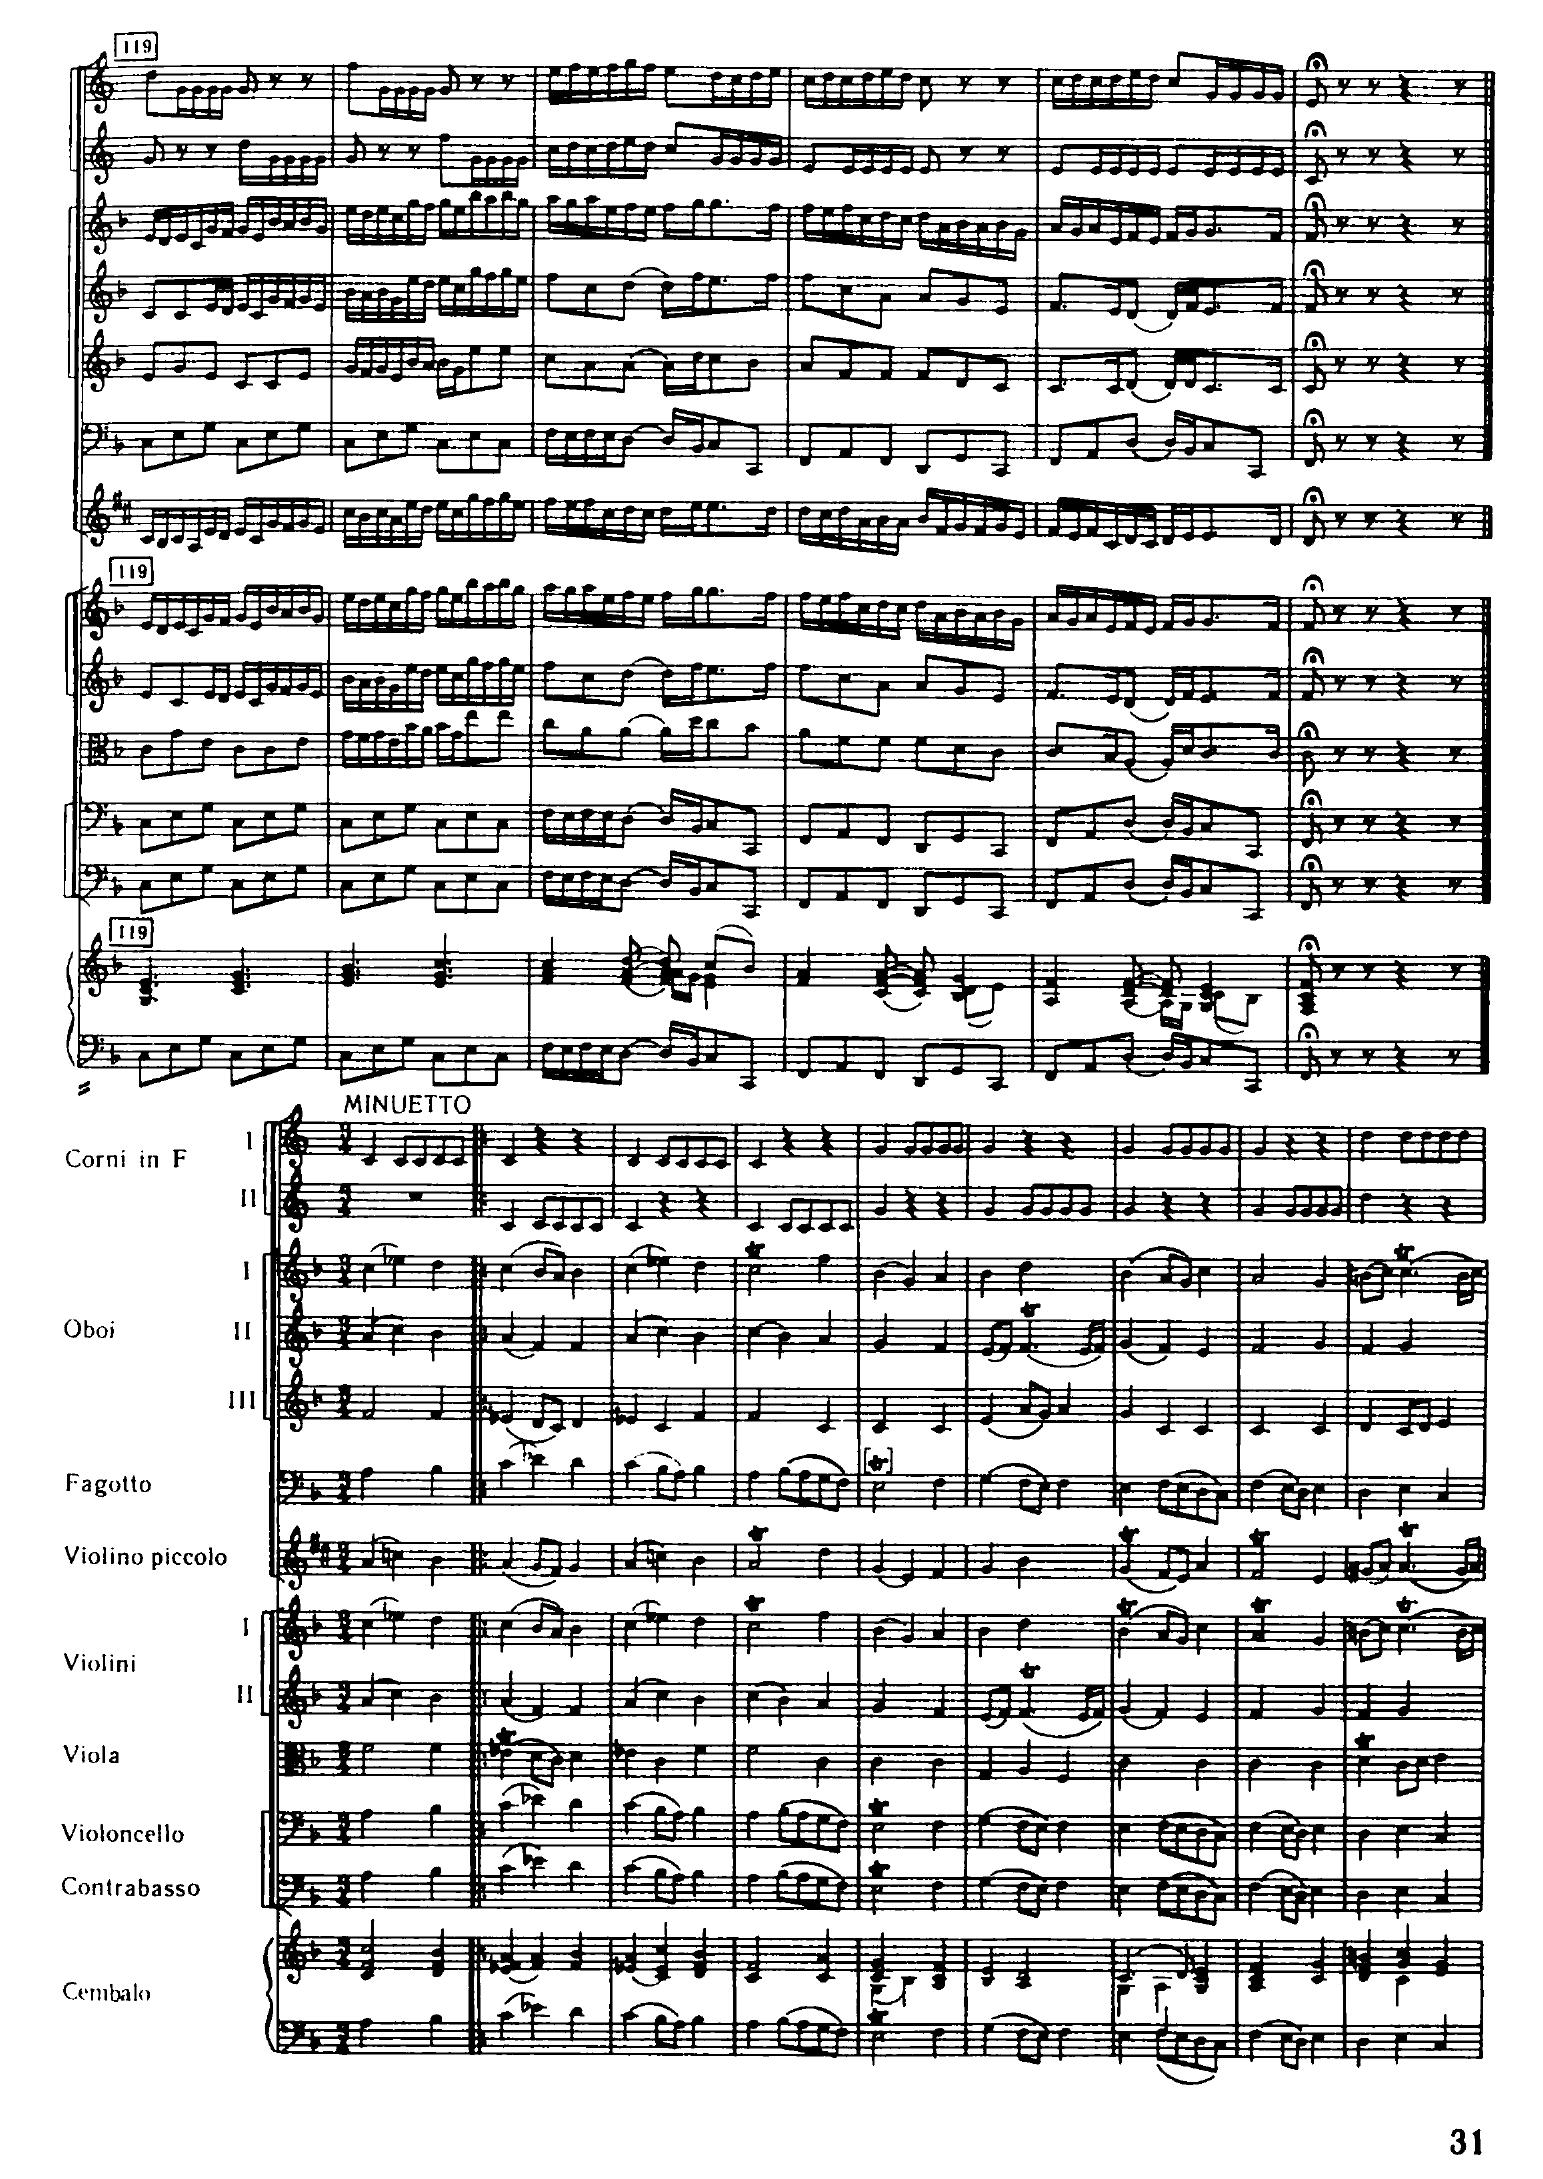 119
119
119
MINUETTO
Corni in F
I
II
Oboi
I
II
III
Fagotto
Violino piccolo
Violini
I
II
Viola
Violoncello
Contrabasso
Cembalo
31